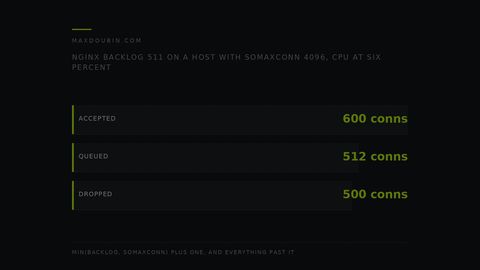 MAXDOURIN.COM
NGINX BACKLOG 511 ON A HOST WITH SOMAXCONN 4096, CPU AT SIX
PERCENT
ACCEPTED 600 conns
QUEUED 512 conns
DROPPED 500 conns
MIN(BACKLOG, SOMAXCONN) PLUS ONE, AND EVERYTHING PAST IT